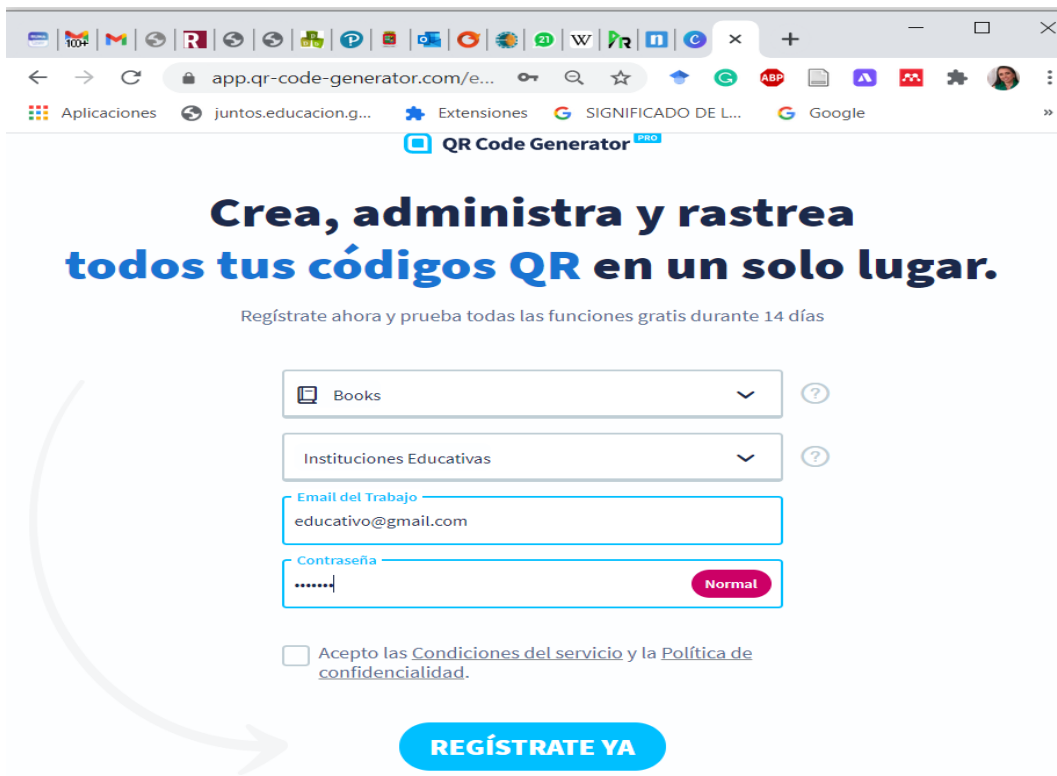 100+
21
W
app.qr-code-generator.com/e...
ABP
Aplicaciones
juntos.educacion.g...
Extensiones
SIGNIFICADO DE L...
Google
»
QR Code Generator PRO
Crea, administra y rastrea
todos tus códigos QR en un solo lugar.
Regístrate ahora y prueba todas las funciones gratis durante 14 días
Books
?
Instituciones Educativas
?
Email del Trabajo
educativo@gmail.com
Contraseña
•••••••
Normal
Acepto las Condiciones del servicio y la Política de
confidencialidad.
REGÍSTRATE YA